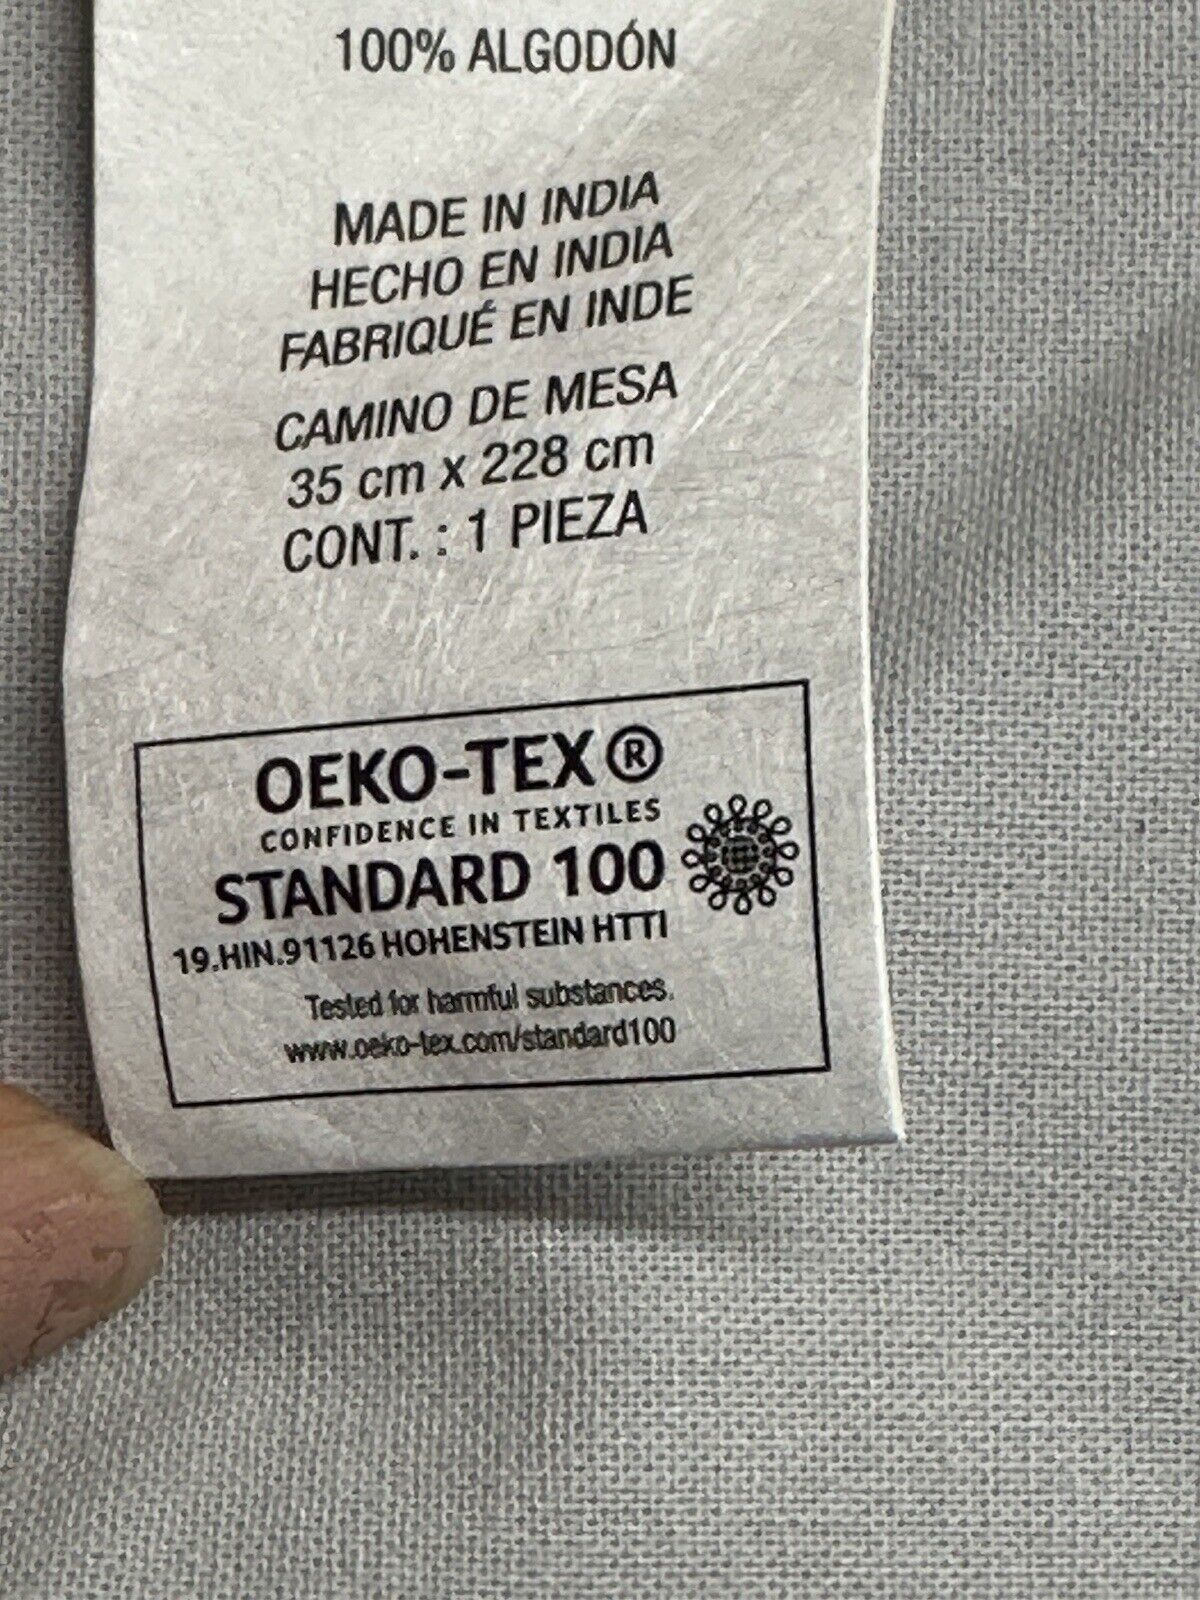 100% ALGODÓN
MADE IN INDIA
HECHO EN INDIA
FABRIQUÉ EN INDE
CAMINO DE MESA
35 cm x 228 cm
CONT. : 1 PIEZA
OEKO-TEX®
CONFIDENCE IN TEXTILES
STANDARD 100
19.HIN.91126 HOHENSTEIN HTTI
Tested for harmful substances.
www.oeko-tex.com/standard100